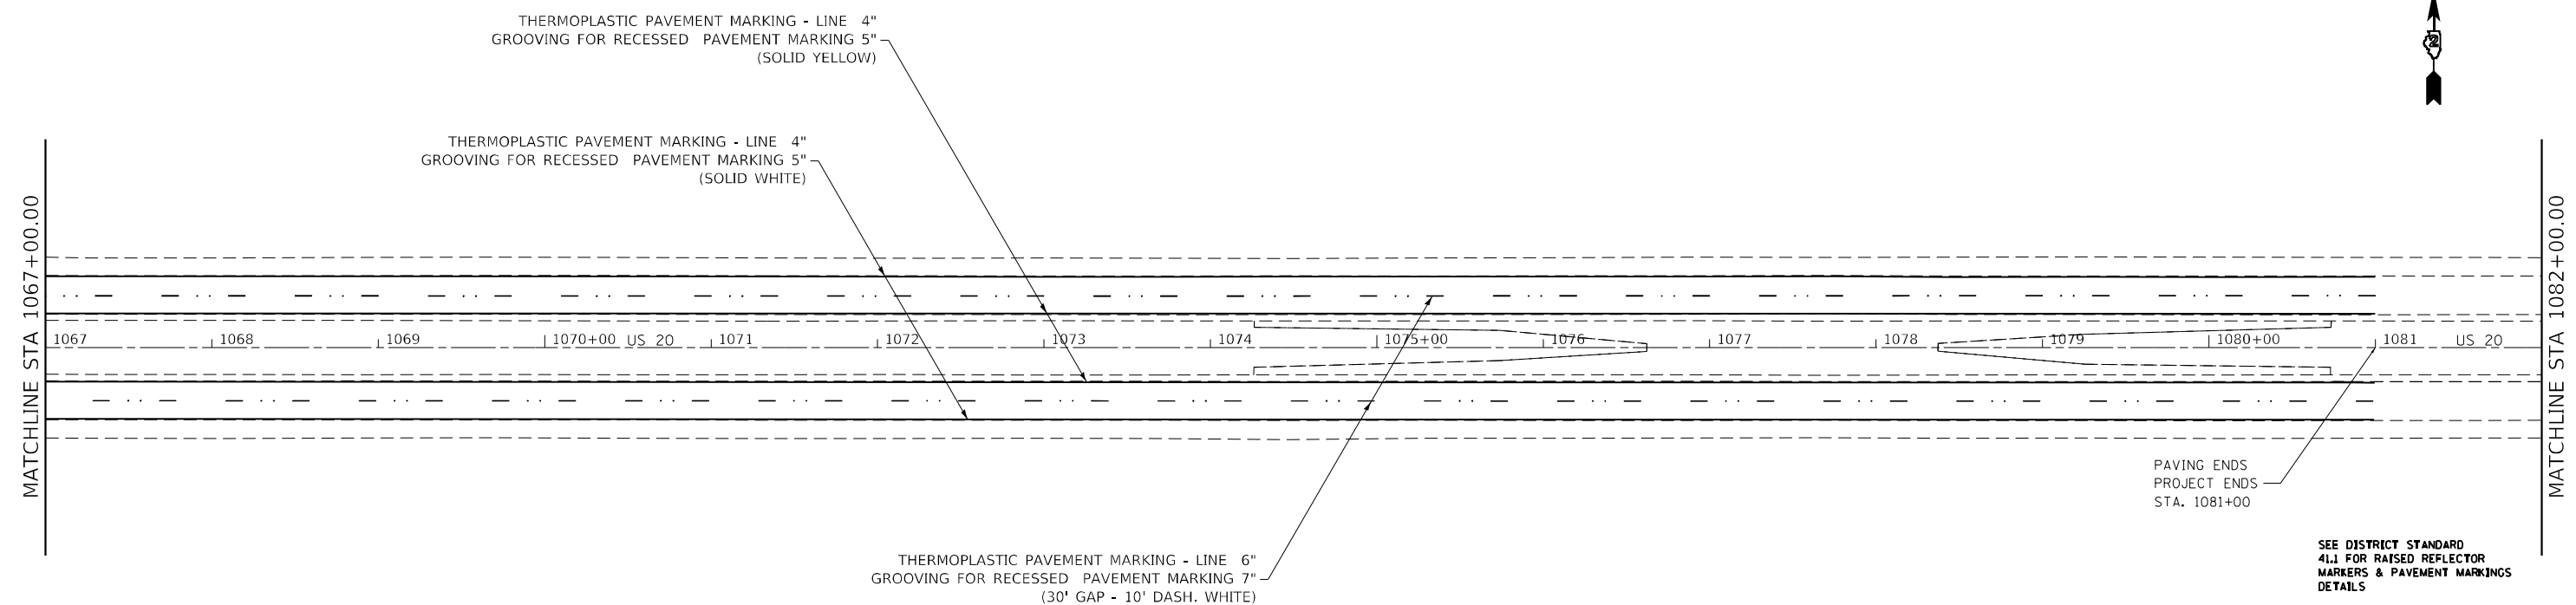 THERMOPLASTIC PAVEMENT MARKING - LINE 4"
GROOVING FOR RECESSED PAVEMENT MARKING 5"
(SOLID YELLOW)
2
THERMOPLASTIC PAVEMENT MARKING - LINE 4"
GROOVING FOR RECESSED PAVEMENT MARKING 5"
(SOLID WHITE)
MATCHLINE STA 1067+00.00
MATCHLINE STA 1082+00.00
1067 1068 1069 1070+00 US 20 1071 1072 1073 1074 1075+00 1076 1077 1078 1079 1080+00 1081 US 20
PAVING ENDS
PROJECT ENDS
STA. 1081+00
SEE DISTRICT STANDARD
41.1 FOR RAISED REFLECTOR
MARKERS & PAVEMENT MARKINGS
DETAILS
THERMOPLASTIC PAVEMENT MARKING - LINE 6"
GROOVING FOR RECESSED PAVEMENT MARKING 7"
(30' GAP - 10' DASH. WHITE)